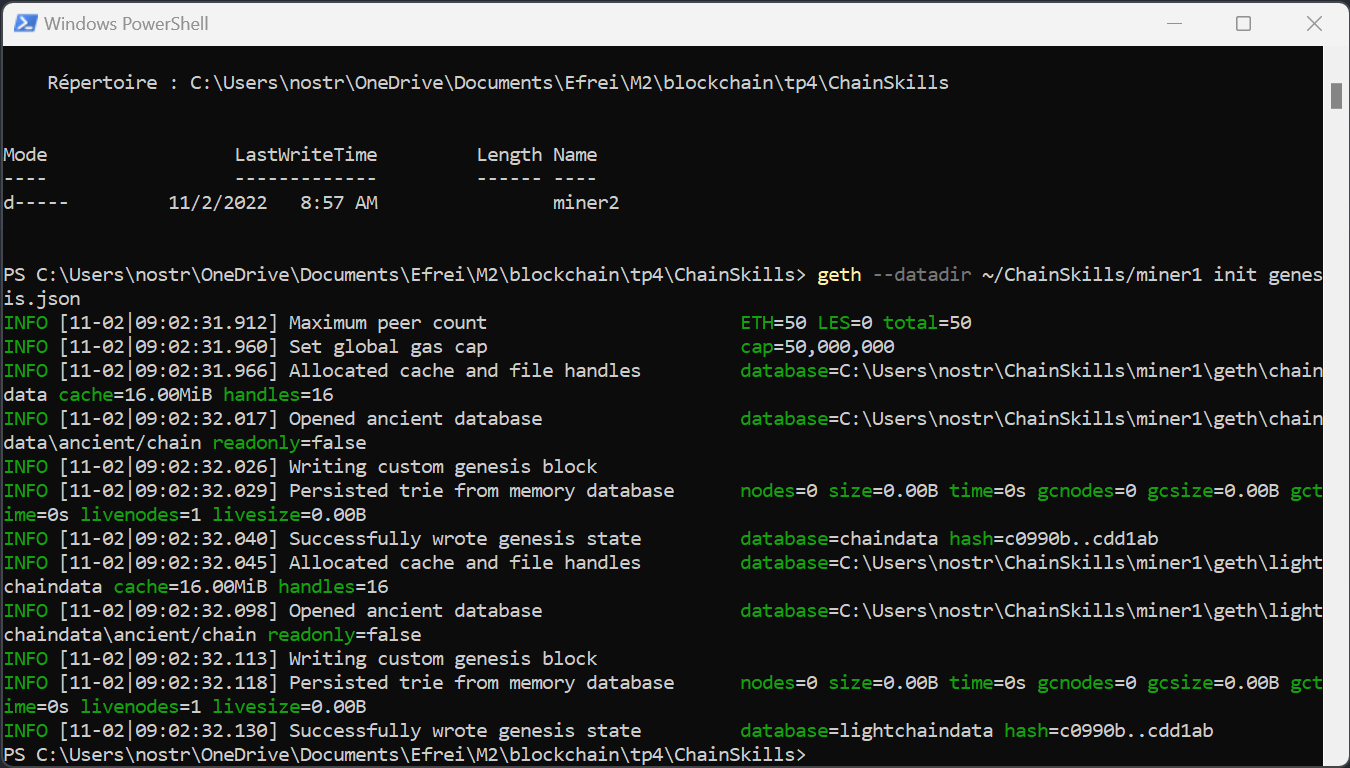 Windows PowerShell
Répertoire : C:\Users\nostr\OneDrive\Documents\Efrei\M2\blockchain\tp4\ChainSkills
Mode                LastWriteTime         Length Name
----                -------------         ------ ----
d-----         11/2/2022   8:57 AM                miner2
PS C:\Users\nostr\OneDrive\Documents\Efrei\M2\blockchain\tp4\ChainSkills> geth --datadir ~/ChainSkills/miner1 init genes
is.json
INFO [11-02|09:02:31.912] Maximum peer count                       ETH=50 LES=0 total=50
INFO [11-02|09:02:31.960] Set global gas cap                       cap=50,000,000
INFO [11-02|09:02:31.966] Allocated cache and file handles         database=C:\Users\nostr\ChainSkills\miner1\geth\chain
data cache=16.00MiB handles=16
INFO [11-02|09:02:32.017] Opened ancient database                  database=C:\Users\nostr\ChainSkills\miner1\geth\chain
data\ancient/chain readonly=false
INFO [11-02|09:02:32.026] Writing custom genesis block
INFO [11-02|09:02:32.029] Persisted trie from memory database      nodes=0 size=0.00B time=0s gcnodes=0 gcsize=0.00B gct
ime=0s livenodes=1 livesize=0.00B
INFO [11-02|09:02:32.040] Successfully wrote genesis state         database=chaindata hash=c0990b..cdd1ab
INFO [11-02|09:02:32.045] Allocated cache and file handles         database=C:\Users\nostr\ChainSkills\miner1\geth\light
chaindata cache=16.00MiB handles=16
INFO [11-02|09:02:32.098] Opened ancient database                  database=C:\Users\nostr\ChainSkills\miner1\geth\light
chaindata\ancient/chain readonly=false
INFO [11-02|09:02:32.113] Writing custom genesis block
INFO [11-02|09:02:32.118] Persisted trie from memory database      nodes=0 size=0.00B time=0s gcnodes=0 gcsize=0.00B gct
ime=0s livenodes=1 livesize=0.00B
INFO [11-02|09:02:32.130] Successfully wrote genesis state         database=lightchaindata hash=c0990b..cdd1ab
PS C:\Users\nostr\OneDrive\Documents\Efrei\M2\blockchain\tp4\ChainSkills>